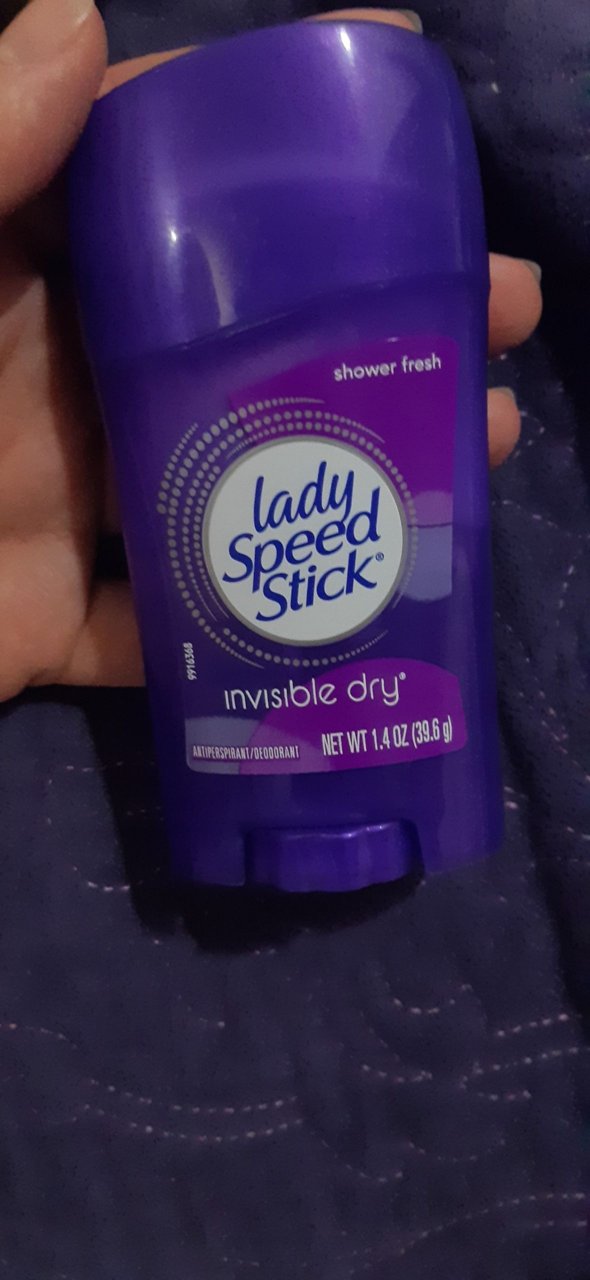 shower fresh
lady
Speed
Stick®
9916368
invisible dry®
ANTIPERSPIRANT/DEODORANT
NET WT 1.4 OZ (39.6 g)